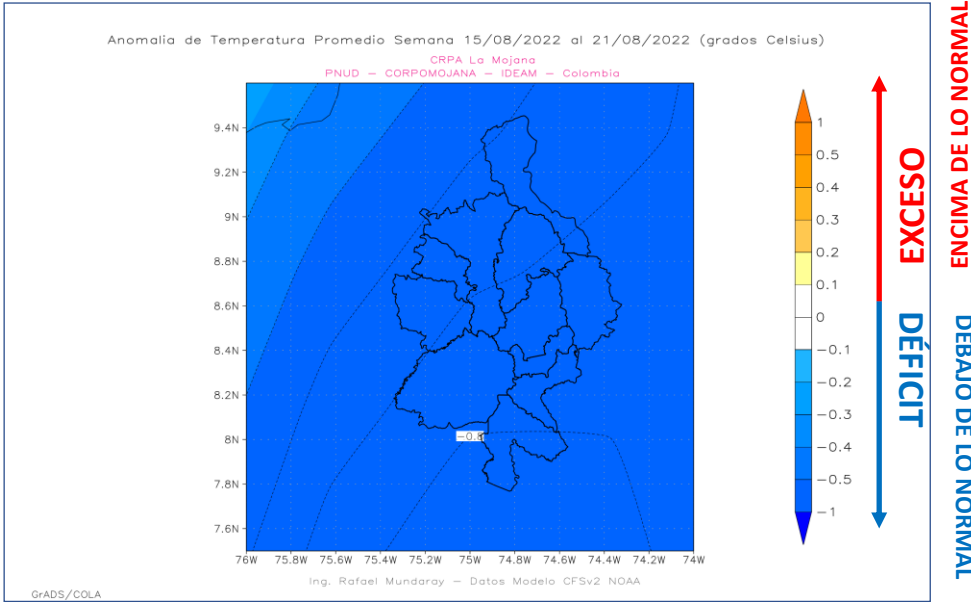 Anomalia de Temperatura Promedio Semana 15/08/2022 al 21/08/2022 (grados Celsius)
CRPA La Mojana
PNUD – CORPOMOJANA – IDEAM – Colombia
9.4N
9.2N
9N
8.8N
8.6N
8.4N
8.2N
8N
7.8N
7.6N
76W 75.8W 75.6W 75.4W 75.2W 75W 74.8W 74.6W 74.4W 74.2W 74W
−0.8
1
0.5
0.4
0.3
0.2
0.1
0
−0.1
−0.2
−0.3
−0.4
−0.5
−1
EXCESO
DÉFICIT
ENCIMA DE LO NORMAL
DEBAJO DE LO NORMAL
Ing. Rafael Mundaray – Datos Modelo CFSv2 NOAA
GrADS/COLA